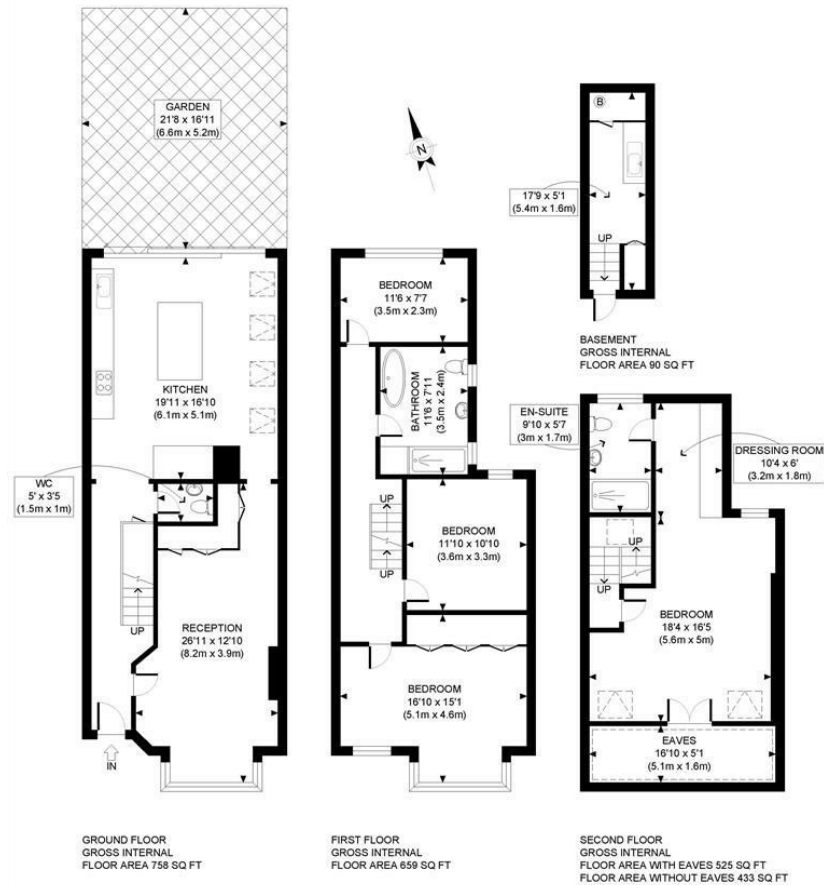 GARDEN
21'8 x 16'11
(6.6m x 5.2m)
N
B
17'9 x 5'1
(5.4m x 1.6m)
UP
BASEMENT
GROSS INTERNAL
FLOOR AREA 90 SQ FT
KITCHEN
19'11 x 16'10
(6.1m x 5.1m)
WC
5' x 3'5
(1.5m x 1m)
UP
RECEPTION
26'11 x 12'10
(8.2m x 3.9m)
IN
GROUND FLOOR
GROSS INTERNAL
FLOOR AREA 758 SQ FT
BEDROOM
11'6 x 7'7
(3.5m x 2.3m)
BATHROOM
11'6 x 7'11
(3.5m x 2.4m)
UP
UP
BEDROOM
11'10 x 10'10
(3.6m x 3.3m)
BEDROOM
16'10 x 15'1
(5.1m x 4.6m)
FIRST FLOOR
GROSS INTERNAL
FLOOR AREA 659 SQ FT
EN-SUITE
9'10 x 5'7
(3m x 1.7m)
DRESSING ROOM
10'4 x 6'
(3.2m x 1.8m)
UP
UP
BEDROOM
18'4 x 16'5
(5.6m x 5m)
EAVES
16'10 x 5'1
(5.1m x 1.6m)
SECOND FLOOR
GROSS INTERNAL
FLOOR AREA WITH EAVES 525 SQ FT
FLOOR AREA WITHOUT EAVES 433 SQ FT